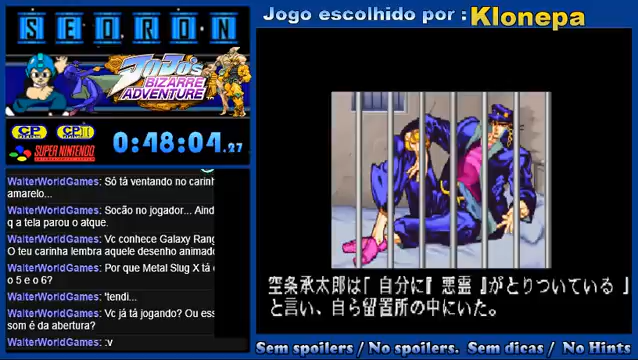 SEORON
Jogo escolhido por : Klonepa
JOJO'S
BIZARRE
ADVENTURE
CP
CP II
SUPER NINTENDO
0:48:04.27
WalterWorldGames: Só tá ventando no carinh
amarelo...
WalterWorldGames: Socão no jogador... Aind
q a tela parou o atque.
WalterWorldGames: Vc conhece Galaxy Rang
O teu carinha lembra aquele desenho animado
WalterWorldGames: Por que Metal Slug X tá
o 5 e o 6?
WalterWorldGames: 'tendi...
WalterWorldGames: Vc já tá jogando? Ou ess
som é da abertura?
WalterWorldGames: :v
空条承太郎は「自分に『悪霊』がとりついている」
と言い、自ら留置所の中にいた。
Sem spoilers / No spoilers. Sem dicas / No Hints